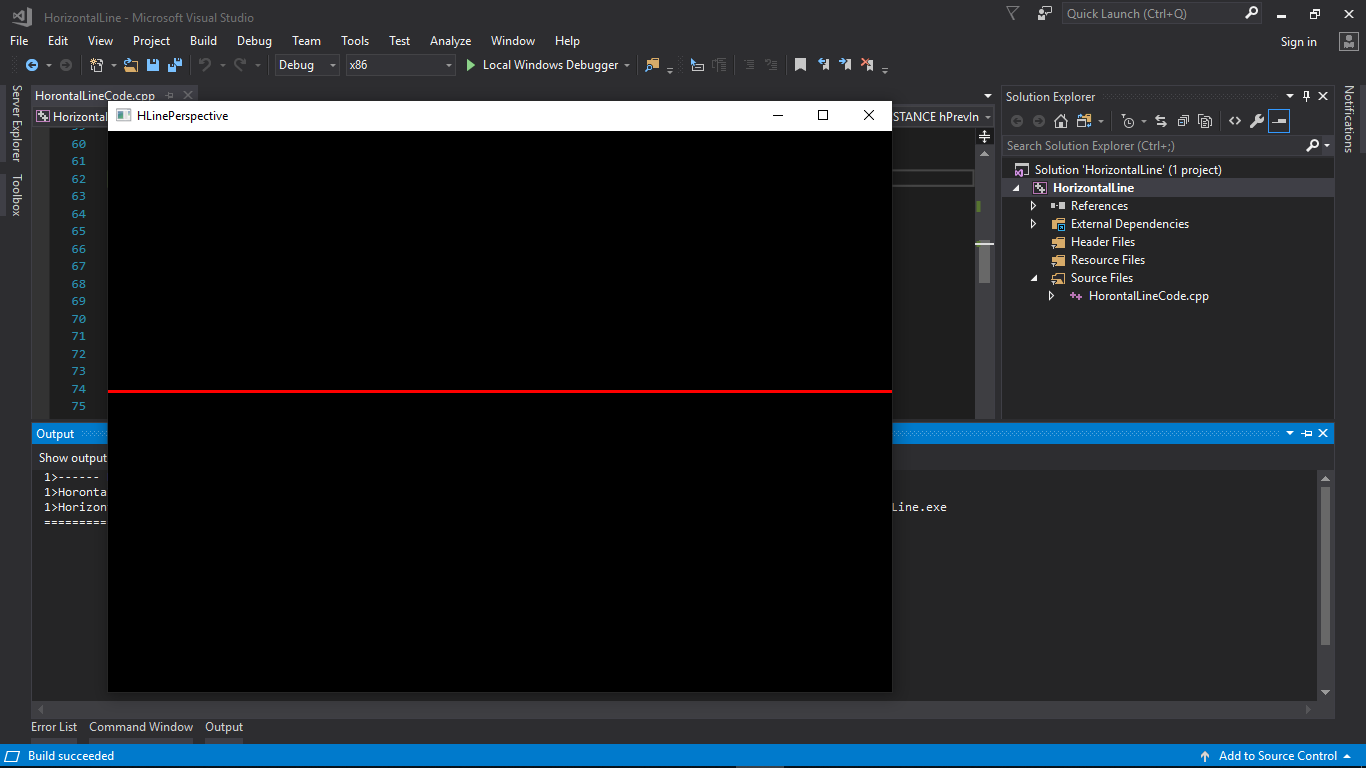 HorizontalLine - Microsoft Visual Studio
Quick Launch (Ctrl+Q)
File Edit View Project Build Debug Team Tools Test Analyze Window Help
Sign in
Debug x86 Local Windows Debugger
Server Explorer
Toolbox
HorontalLineCode.cpp
Horizontal
STANCE hPrevIn
HLinePerspective
60
61
62
63
64
65
66
67
68
69
70
71
72
73
74
75
Solution Explorer
Search Solution Explorer (Ctrl+;)
Solution 'HorizontalLine' (1 project)
HorizontalLine
References
External Dependencies
Header Files
Resource Files
Source Files
HorontalLineCode.cpp
Notifications
Output
Show output
1>------
1>Horonta
1>Horizon
Line.exe
=========
Error List Command Window Output
Build succeeded
Add to Source Control